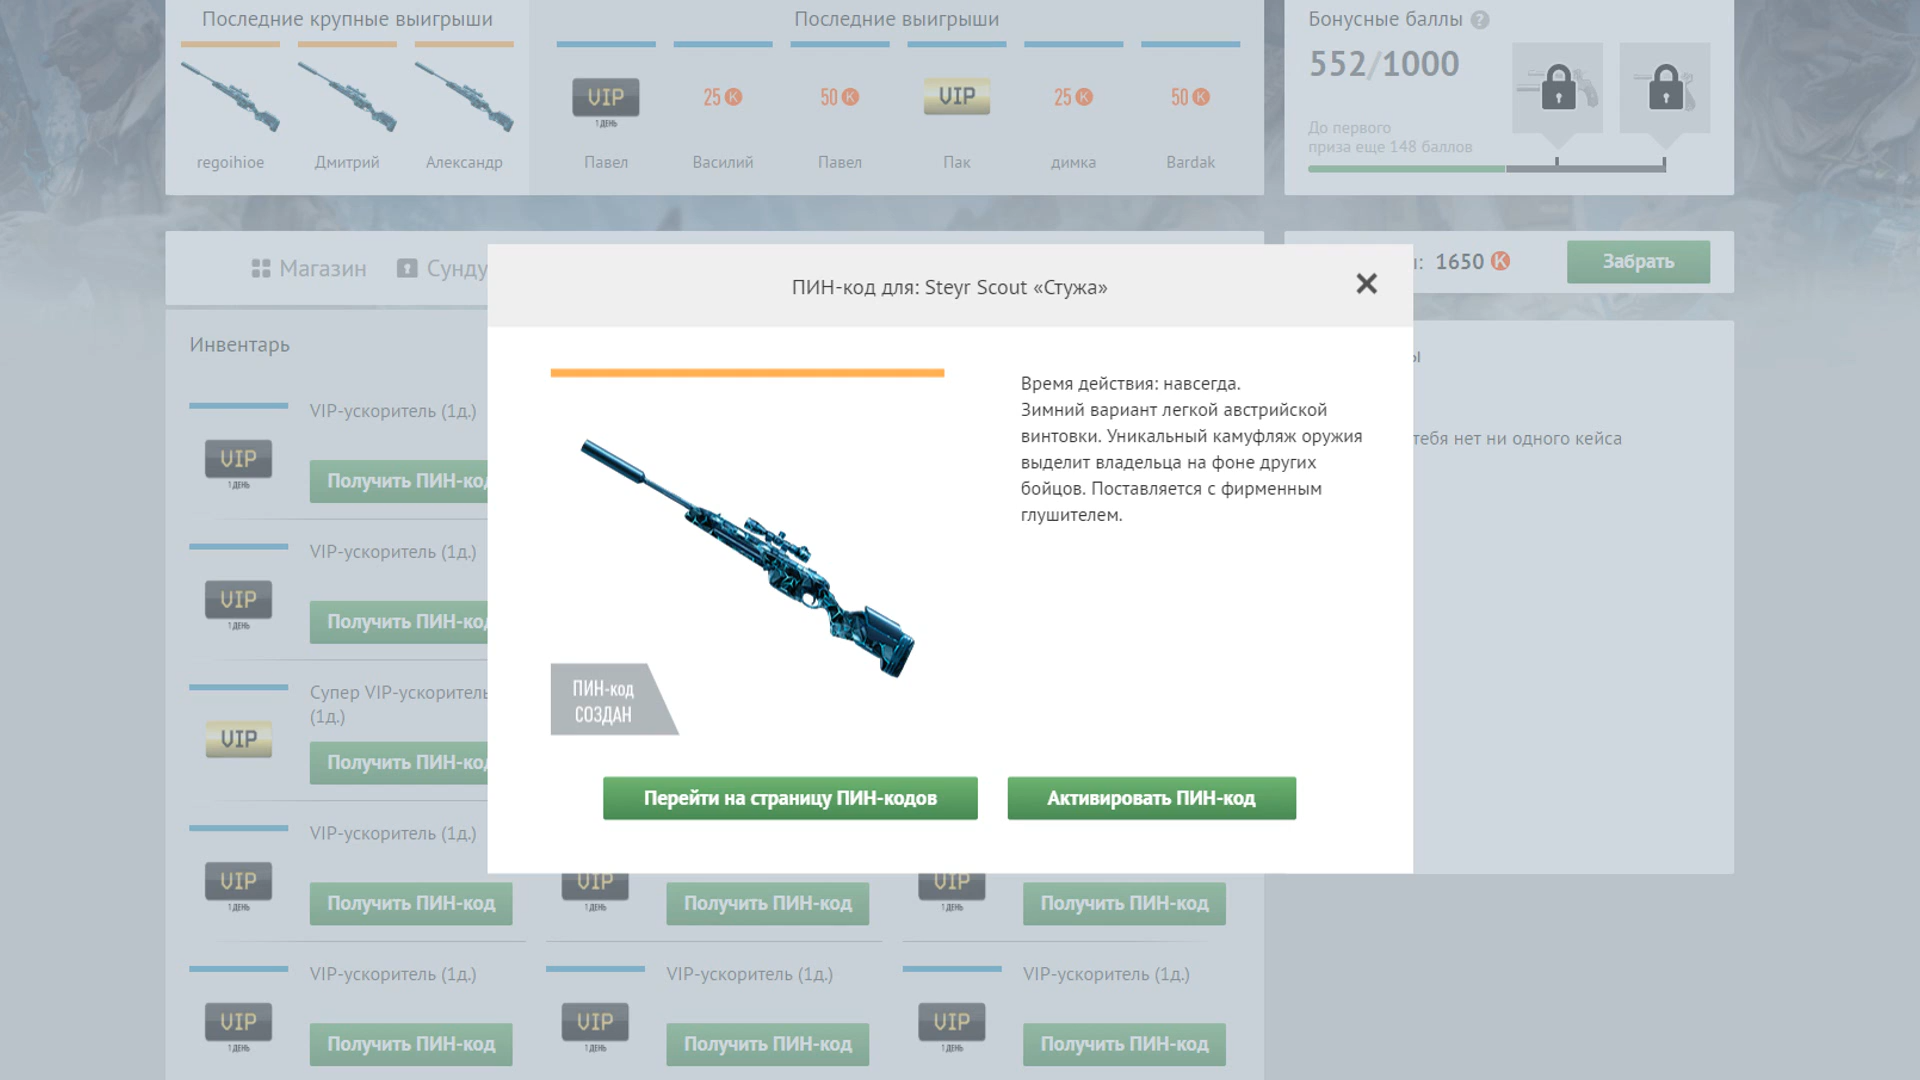 Последние крупные выигрыши
regoihioe
Дмитрий
Александр
Последние выигрыши
VIP
1 ДЕНЬ
25 K
50 K
VIP
25 K
50 K
Павел
Василий
Павел
Пак
димка
Bardak
Бонусные баллы ?
552/1000
До первого
приза еще 148 баллов
Магазин
1650 K
Забрать
ПИН-код для: Steyr Scout «Стужа»
Время действия: навсегда.
Зимний вариант легкой австрийской
винтовки. Уникальный камуфляж оружия
выделит владельца на фоне других
бойцов. Поставляется с фирменным
глушителем.
ПИН-код
СОЗДАН
Перейти на страницу ПИН-кодов
Активировать ПИН-код
тебя нет ни одного кейса
Инвентарь
VIP-ускоритель (1д.)
VIP
1 ДЕНЬ
Получить ПИН-код
VIP-ускоритель (1д.)
VIP
1 ДЕНЬ
Получить ПИН-код
Супер VIP-ускоритель
(1д.)
VIP
Получить ПИН-код
VIP-ускоритель (1д.)
VIP
1 ДЕНЬ
Получить ПИН-код
VIP
1 ДЕНЬ
Получить ПИН-код
VIP
1 ДЕНЬ
Получить ПИН-код
VIP-ускоритель (1д.)
VIP
1 ДЕНЬ
Получить ПИН-код
VIP-ускоритель (1д.)
VIP
1 ДЕНЬ
Получить ПИН-код
VIP-ускоритель (1д.)
VIP
1 ДЕНЬ
Получить ПИН-код